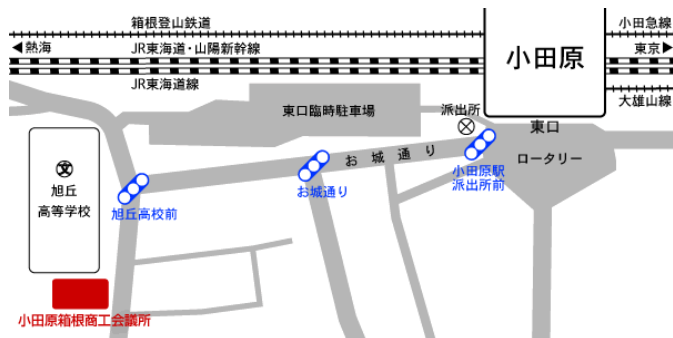 箱根登山鉄道
小田急線
◀熱海
JR東海道・山陽新幹線
小田原
東京▶
JR東海道線
大雄山線
東口臨時駐車場
派出所
東口
ロータリー
お城通り
小田原駅
派出所前
文
旭丘
高等学校
旭丘高校前
お城通り
小田原箱根商工会議所